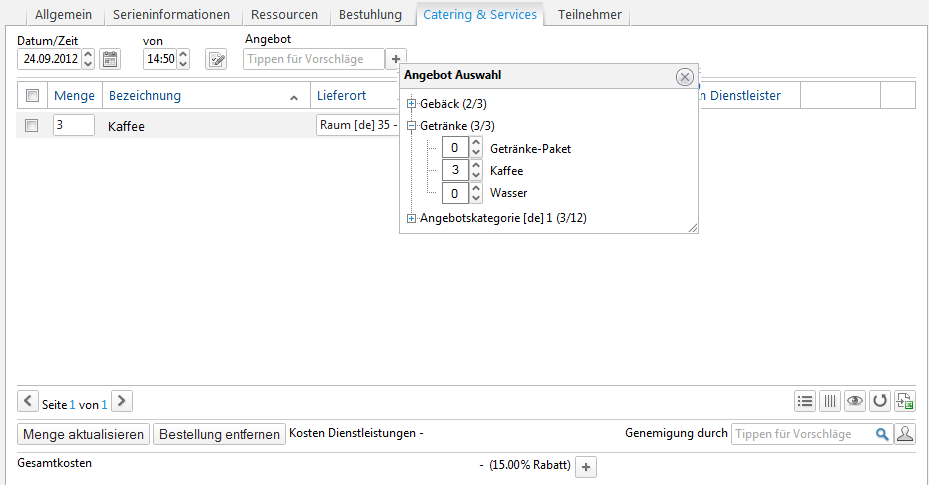 Allgemein Serieninformationen Ressourcen Bestuhlung Catering & Services Teilnehmer
Datum/Zeit von Angebot
24.09.2012 14:50 Tippen für Vorschläge
Angebot Auswahl
Menge Bezeichnung Lieferort n Dienstleister
Gebäck (2/3)
3 Kaffee Raum [de] 35 -
Getränke (3/3)
0 Getränke-Paket
3 Kaffee
0 Wasser
Angebotskategorie [de] 1 (3/12)
Seite 1 von 1
Menge aktualisieren Bestellung entfernen Kosten Dienstleistungen - Genehmigung durch Tippen für Vorschläge
Gesamtkosten - (15.00% Rabatt)